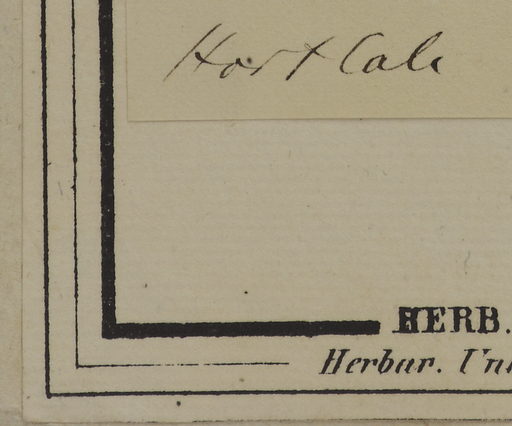 Hort Calc
HERB.
Herbar. Un